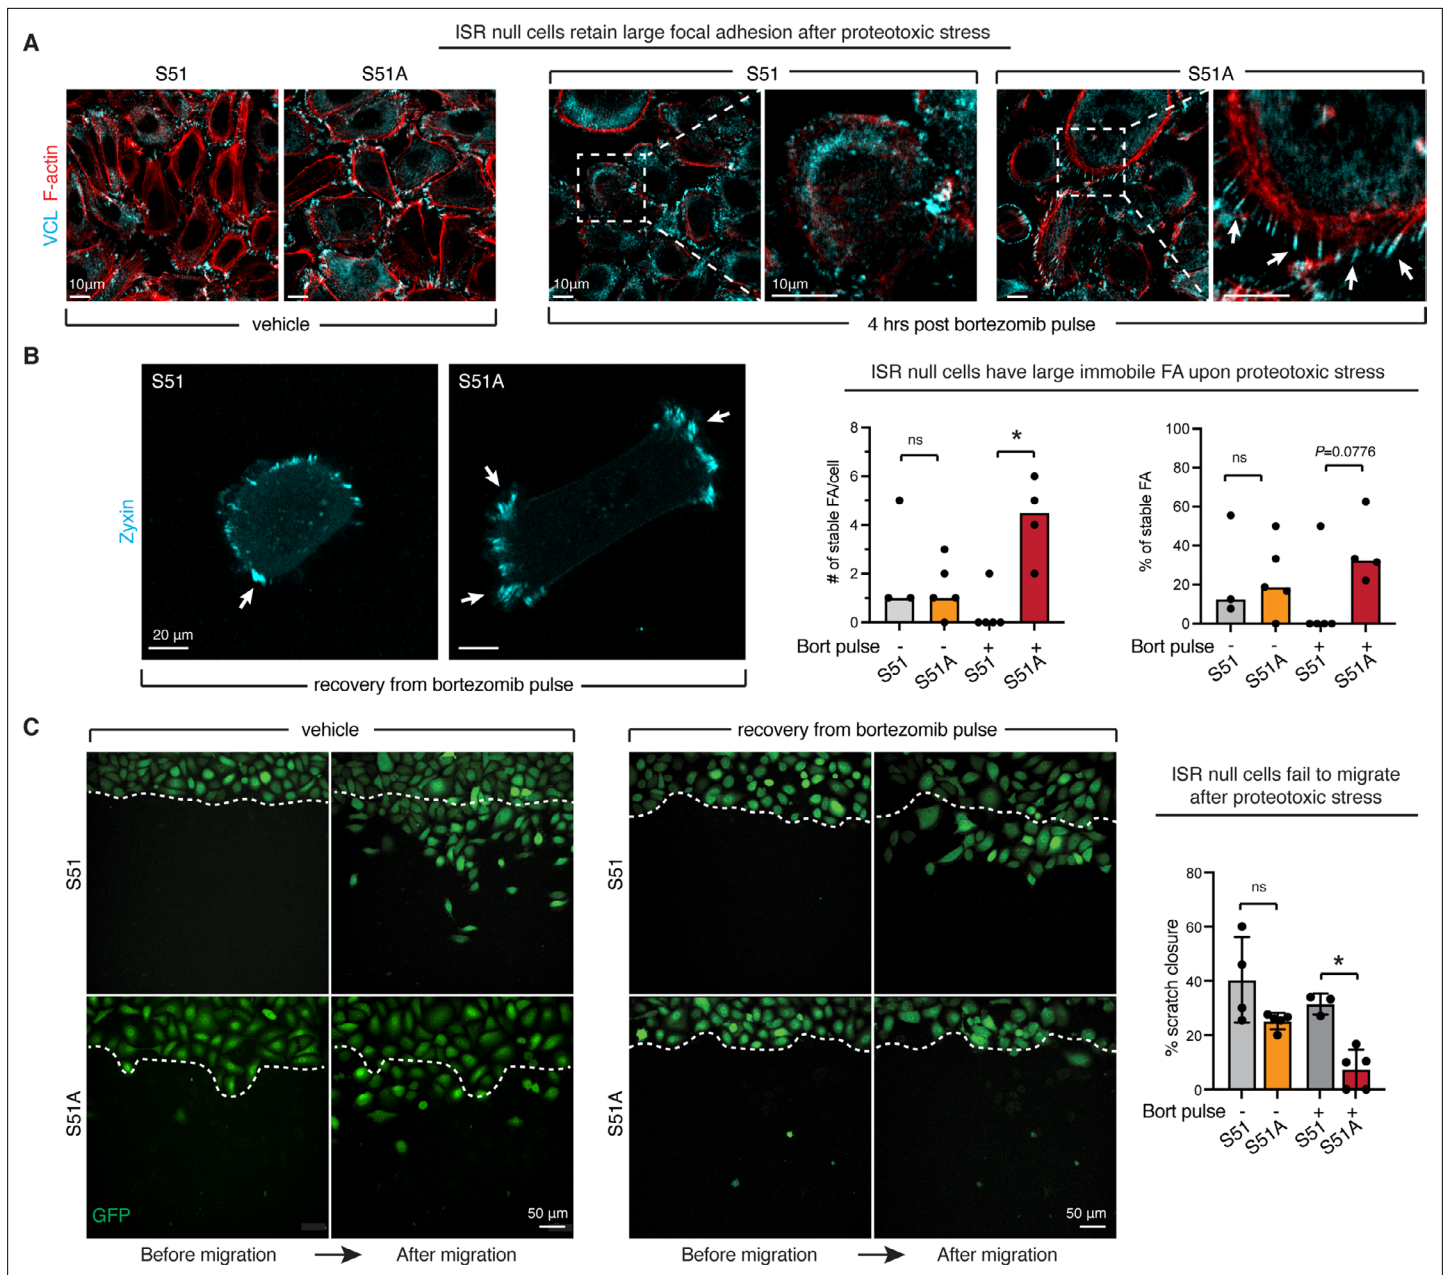 A
ISR null cells retain large focal adhesion after proteotoxic stress
S51
S51A
S51
S51A
VCL F-actin
10µm
10µm
10µm
vehicle
4 hrs post bortezomib pulse
B
S51
S51A
Zyxin
20 µm
recovery from bortezomib pulse
ISR null cells have large immobile FA upon proteotoxic stress
# of stable FA/cell
8
6
4
2
0
ns
*
Bort pulse - - + +
S51 S51A S51 S51A
% of stable FA
100
80
60
40
20
0
ns
P=0.0776
Bort pulse - - + +
S51 S51A S51 S51A
C
vehicle
recovery from bortezomib pulse
S51
S51
S51A
S51A
GFP
50 µm
50 µm
Before migration
After migration
Before migration
After migration
ISR null cells fail to migrate
after proteotoxic stress
% scratch closure
80
60
40
20
0
ns
*
Bort pulse - - + +
S51 S51A S51 S51A